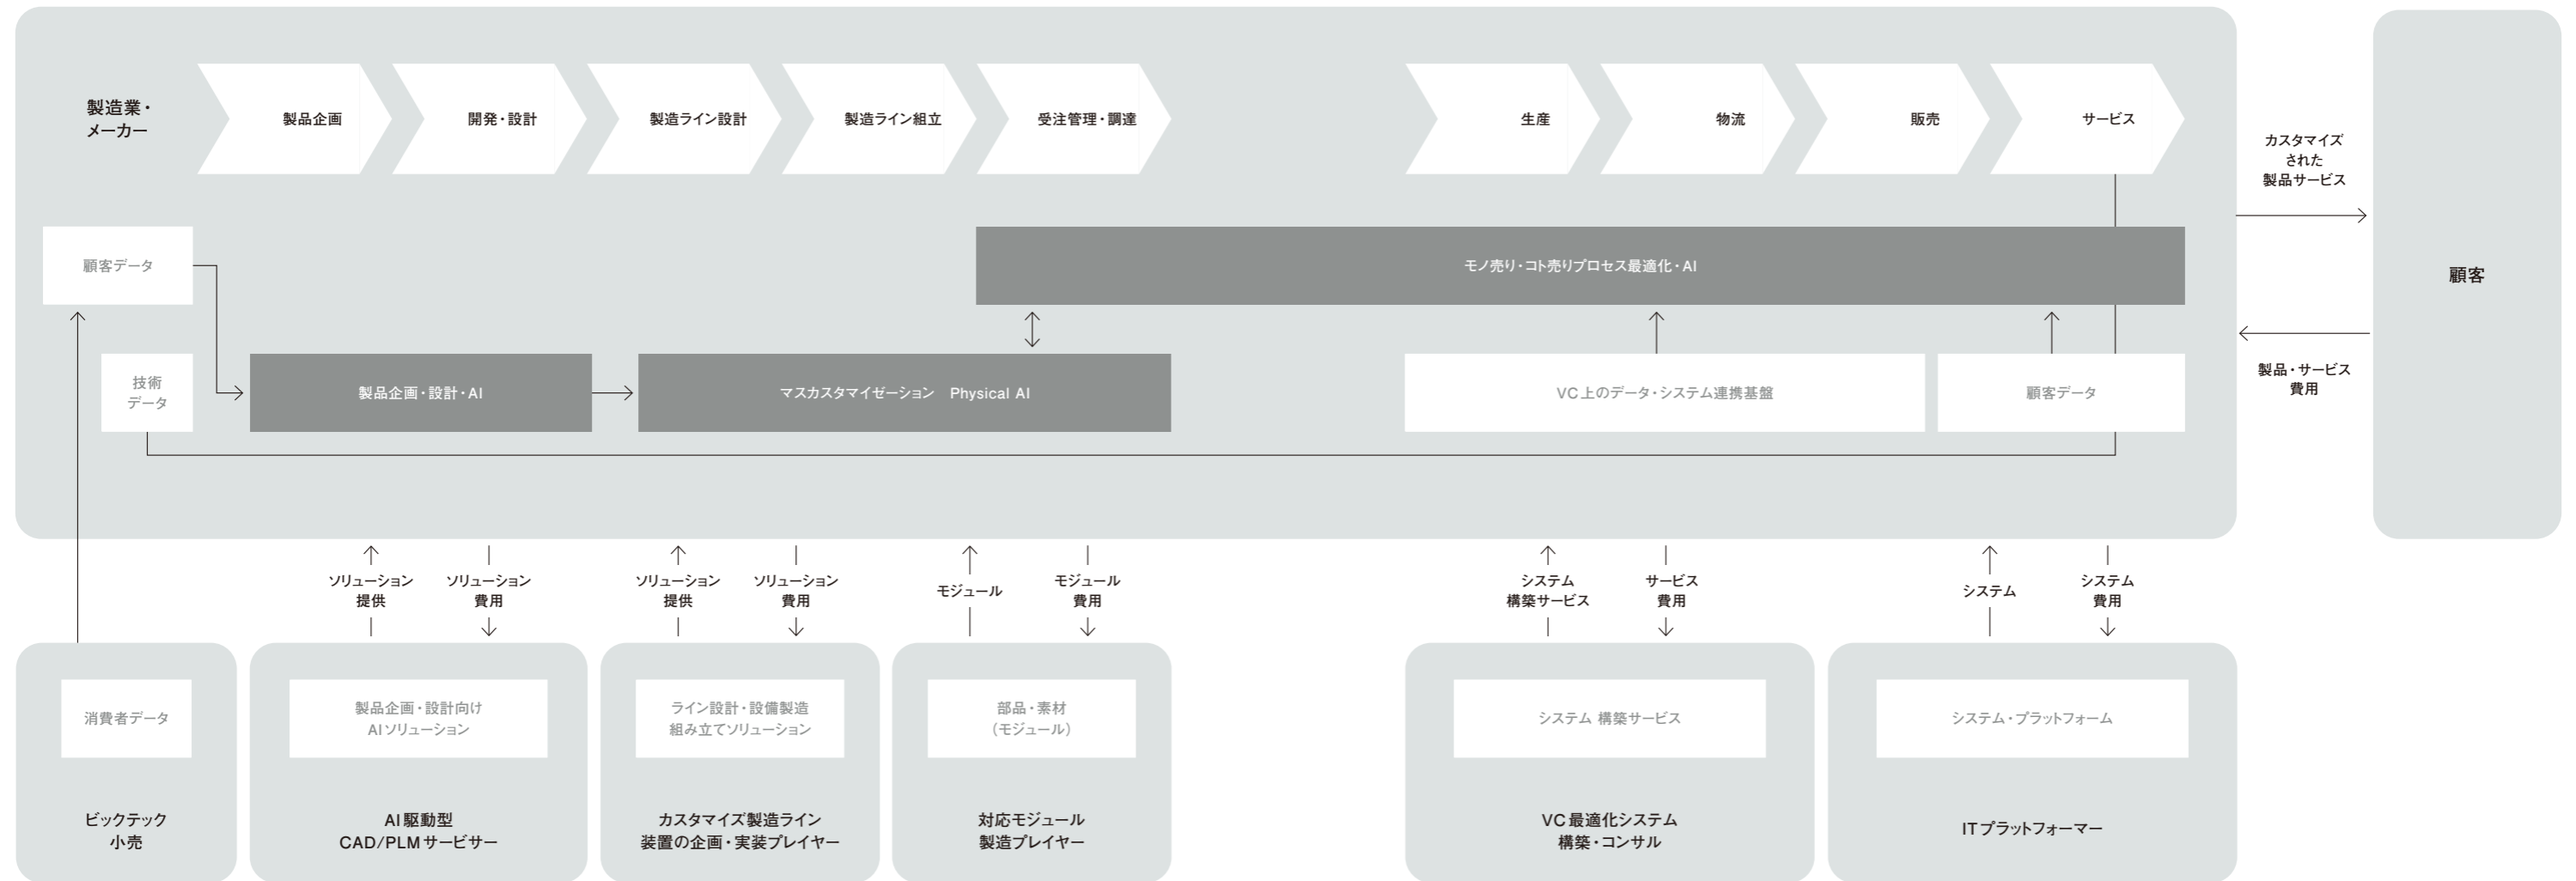 製造業・
メーカー
製品企画
開発・設計
製造ライン設計
製造ライン組立
受注管理・調達
生産
物流
販売
サービス
カスタマイズ
された
製品サービス
顧客データ
モノ売り・コト売りプロセス最適化・AI
顧客
技術
データ
製品企画・設計・AI
マスカスタマイゼーション　Physical AI
VC上のデータ・システム連携基盤
顧客データ
製品・サービス
費用
ソリューション
提供
ソリューション
費用
ソリューション
提供
ソリューション
費用
モジュール
モジュール
費用
システム
構築サービス
サービス
費用
システム
システム
費用
消費者データ
製品企画・設計向け
AIソリューション
ライン設計・設備製造
組み立てソリューション
部品・素材
（モジュール）
システム 構築サービス
システム・プラットフォーム
ビックテック
小売
AI駆動型
CAD/PLMサービサー
カスタマイズ製造ライン
装置の企画・実装プレイヤー
対応モジュール
製造プレイヤー
VC最適化システム
構築・コンサル
ITプラットフォーマー